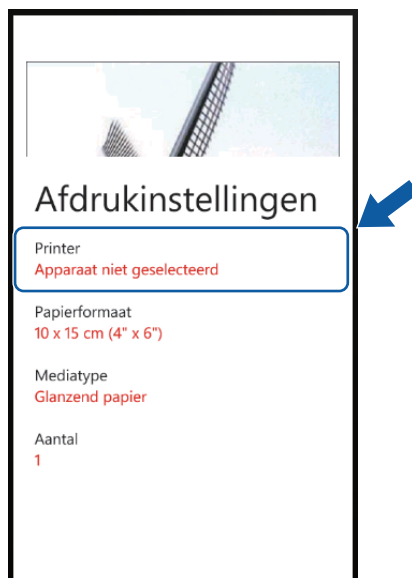 Afdrukinstellingen
Printer
Apparaat niet geselecteerd
Papierformaat
10 x 15 cm (4" x 6")
Mediatype
Glanzend papier
Aantal
1